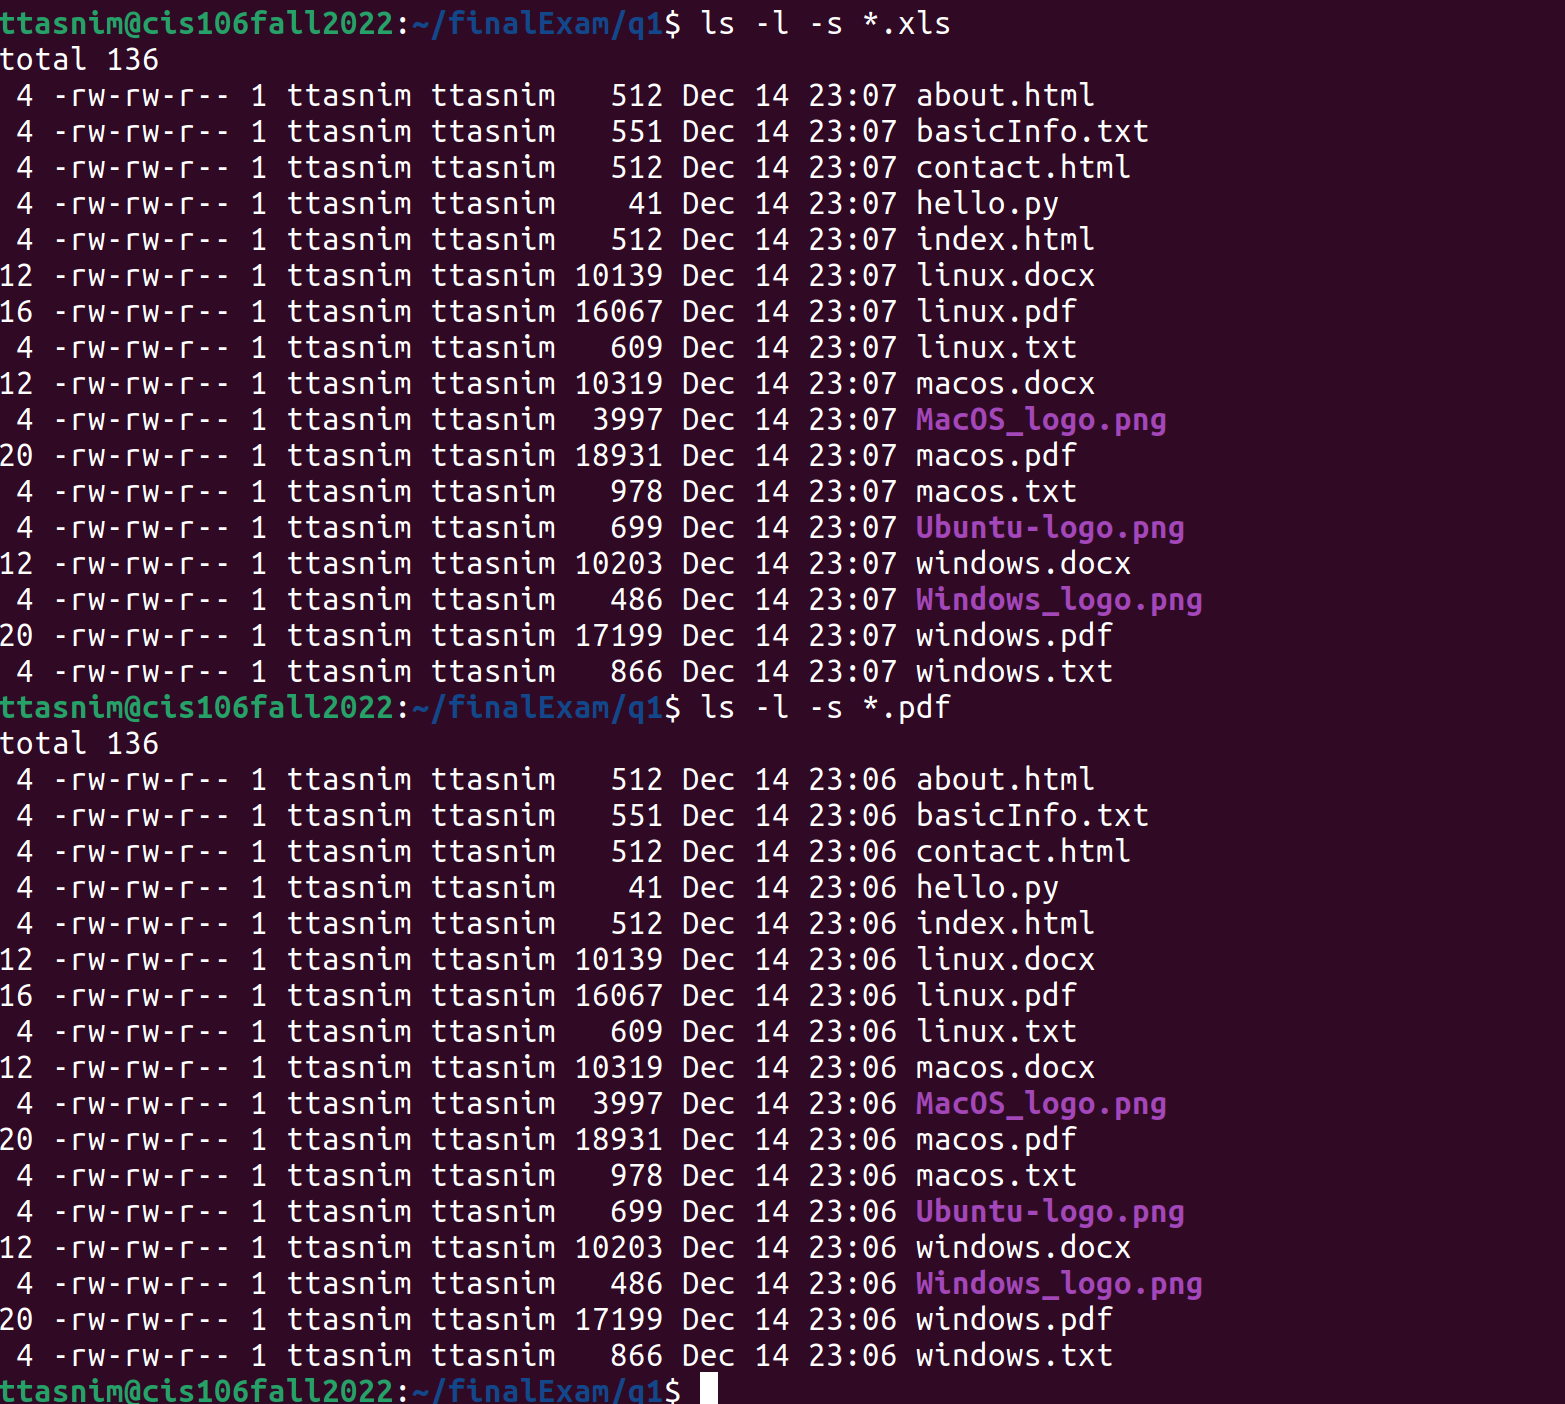 ttasnim@cis106fall2022:~/finalExam/q1$ ls -l -s *.xls
total 136
 4 -rw-rw-r-- 1 ttasnim ttasnim   512 Dec 14 23:07 about.html
 4 -rw-rw-r-- 1 ttasnim ttasnim   551 Dec 14 23:07 basicInfo.txt
 4 -rw-rw-r-- 1 ttasnim ttasnim   512 Dec 14 23:07 contact.html
 4 -rw-rw-r-- 1 ttasnim ttasnim    41 Dec 14 23:07 hello.py
 4 -rw-rw-r-- 1 ttasnim ttasnim   512 Dec 14 23:07 index.html
12 -rw-rw-r-- 1 ttasnim ttasnim 10139 Dec 14 23:07 linux.docx
16 -rw-rw-r-- 1 ttasnim ttasnim 16067 Dec 14 23:07 linux.pdf
 4 -rw-rw-r-- 1 ttasnim ttasnim   609 Dec 14 23:07 linux.txt
12 -rw-rw-r-- 1 ttasnim ttasnim 10319 Dec 14 23:07 macos.docx
 4 -rw-rw-r-- 1 ttasnim ttasnim  3997 Dec 14 23:07 MacOS_logo.png
20 -rw-rw-r-- 1 ttasnim ttasnim 18931 Dec 14 23:07 macos.pdf
 4 -rw-rw-r-- 1 ttasnim ttasnim   978 Dec 14 23:07 macos.txt
 4 -rw-rw-r-- 1 ttasnim ttasnim   699 Dec 14 23:07 Ubuntu-logo.png
12 -rw-rw-r-- 1 ttasnim ttasnim 10203 Dec 14 23:07 windows.docx
 4 -rw-rw-r-- 1 ttasnim ttasnim   486 Dec 14 23:07 Windows_logo.png
20 -rw-rw-r-- 1 ttasnim ttasnim 17199 Dec 14 23:07 windows.pdf
 4 -rw-rw-r-- 1 ttasnim ttasnim   866 Dec 14 23:07 windows.txt
ttasnim@cis106fall2022:~/finalExam/q1$ ls -l -s *.pdf
total 136
 4 -rw-rw-r-- 1 ttasnim ttasnim   512 Dec 14 23:06 about.html
 4 -rw-rw-r-- 1 ttasnim ttasnim   551 Dec 14 23:06 basicInfo.txt
 4 -rw-rw-r-- 1 ttasnim ttasnim   512 Dec 14 23:06 contact.html
 4 -rw-rw-r-- 1 ttasnim ttasnim    41 Dec 14 23:06 hello.py
 4 -rw-rw-r-- 1 ttasnim ttasnim   512 Dec 14 23:06 index.html
12 -rw-rw-r-- 1 ttasnim ttasnim 10139 Dec 14 23:06 linux.docx
16 -rw-rw-r-- 1 ttasnim ttasnim 16067 Dec 14 23:06 linux.pdf
 4 -rw-rw-r-- 1 ttasnim ttasnim   609 Dec 14 23:06 linux.txt
12 -rw-rw-r-- 1 ttasnim ttasnim 10319 Dec 14 23:06 macos.docx
 4 -rw-rw-r-- 1 ttasnim ttasnim  3997 Dec 14 23:06 MacOS_logo.png
20 -rw-rw-r-- 1 ttasnim ttasnim 18931 Dec 14 23:06 macos.pdf
 4 -rw-rw-r-- 1 ttasnim ttasnim   978 Dec 14 23:06 macos.txt
 4 -rw-rw-r-- 1 ttasnim ttasnim   699 Dec 14 23:06 Ubuntu-logo.png
12 -rw-rw-r-- 1 ttasnim ttasnim 10203 Dec 14 23:06 windows.docx
 4 -rw-rw-r-- 1 ttasnim ttasnim   486 Dec 14 23:06 Windows_logo.png
20 -rw-rw-r-- 1 ttasnim ttasnim 17199 Dec 14 23:06 windows.pdf
 4 -rw-rw-r-- 1 ttasnim ttasnim   866 Dec 14 23:06 windows.txt
ttasnim@cis106fall2022:~/finalExam/q1$